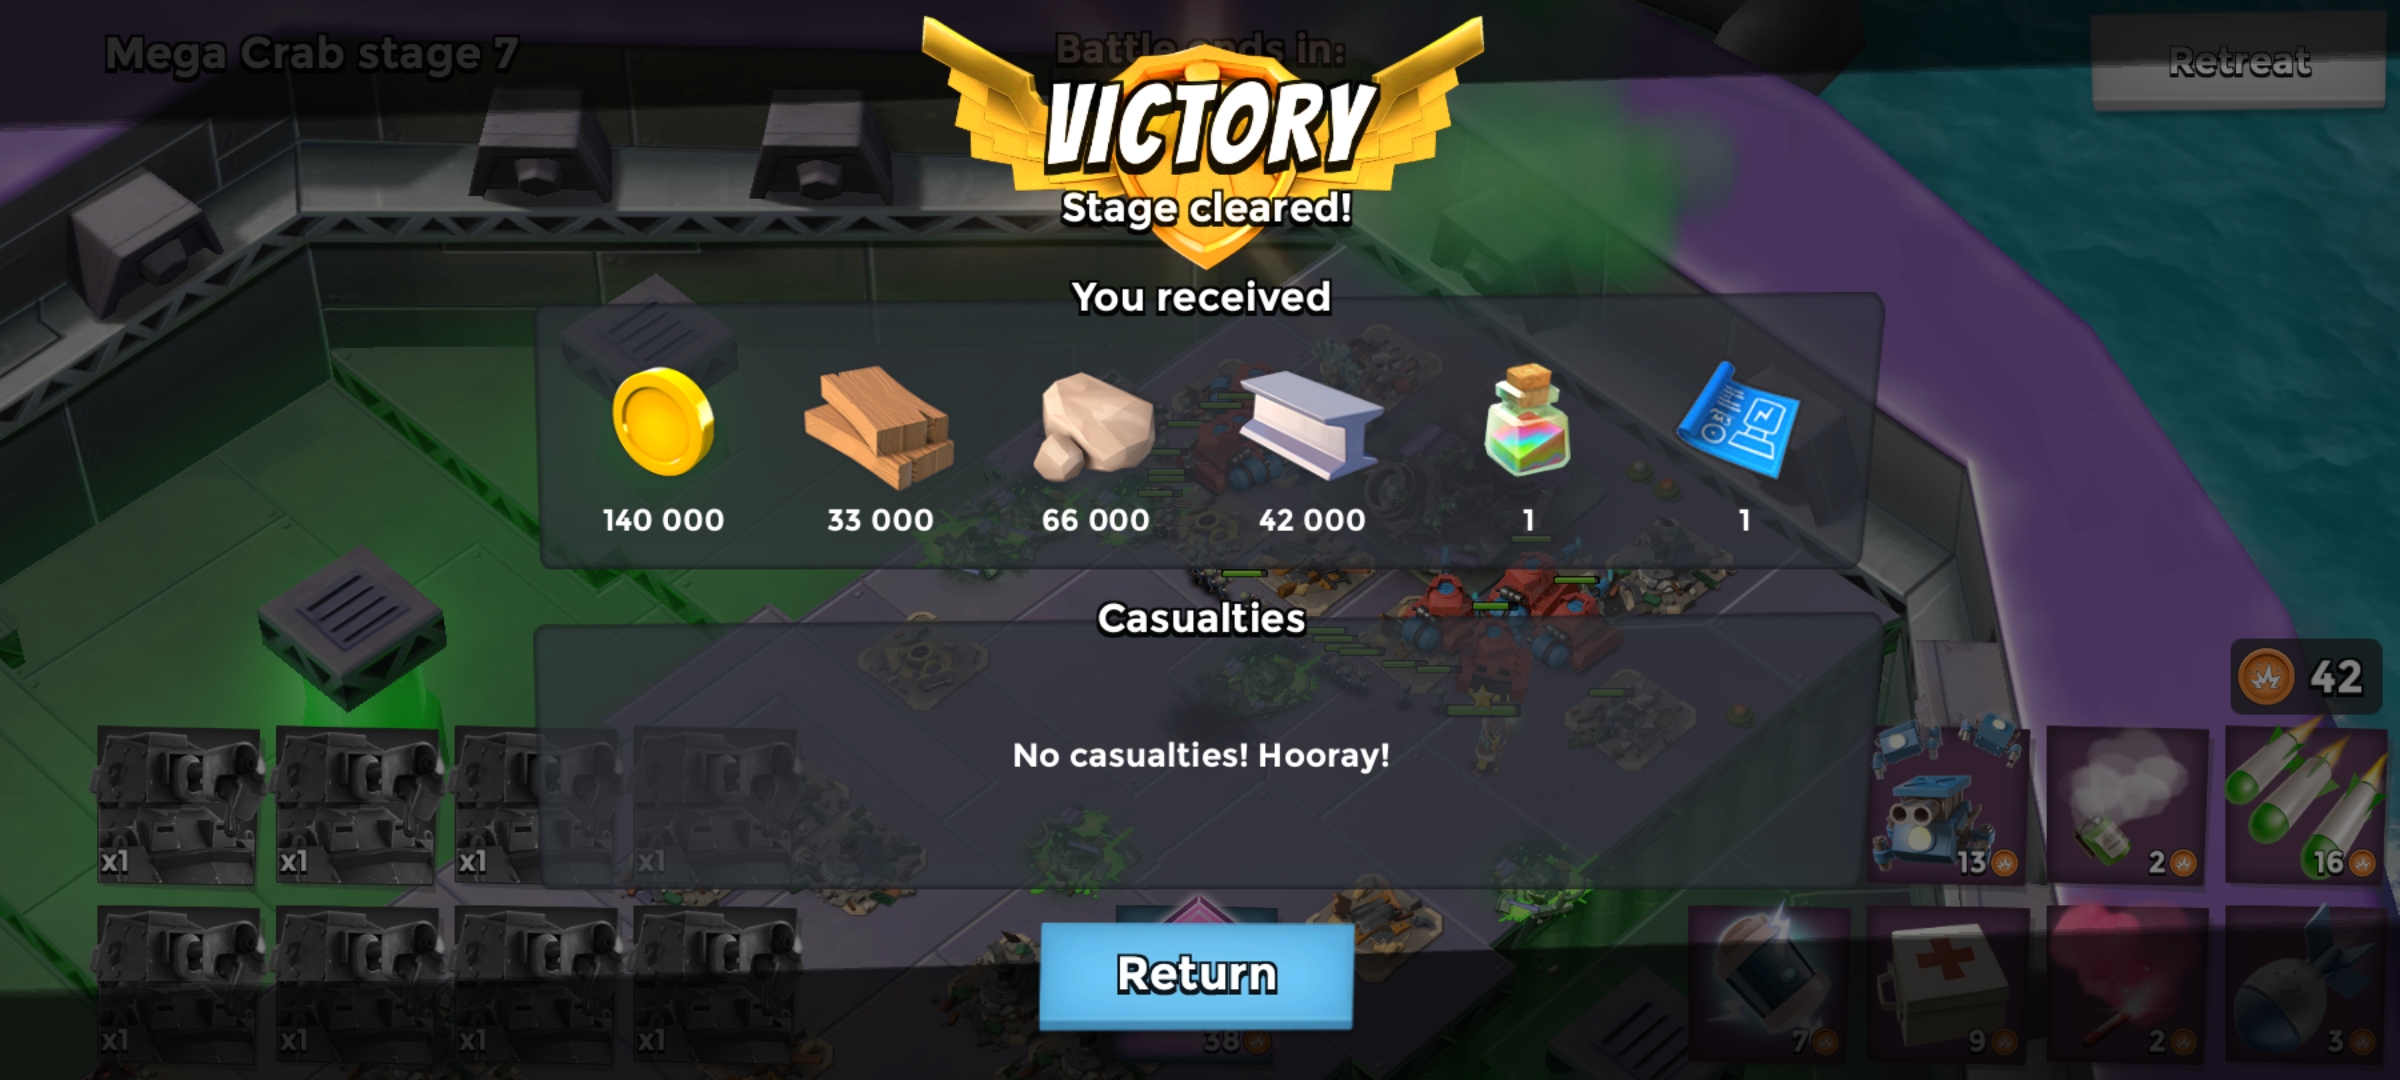 Mega Crab stage 7
Battle ends in:
Retreat
VICTORY
Stage cleared!
You received
140 000
33 000
66 000
42 000
1
1
Casualties
No casualties! Hooray!
42
x1
x1
x1
x1
13
2
16
x1
x1
x1
x1
Return
38
7
9
2
3